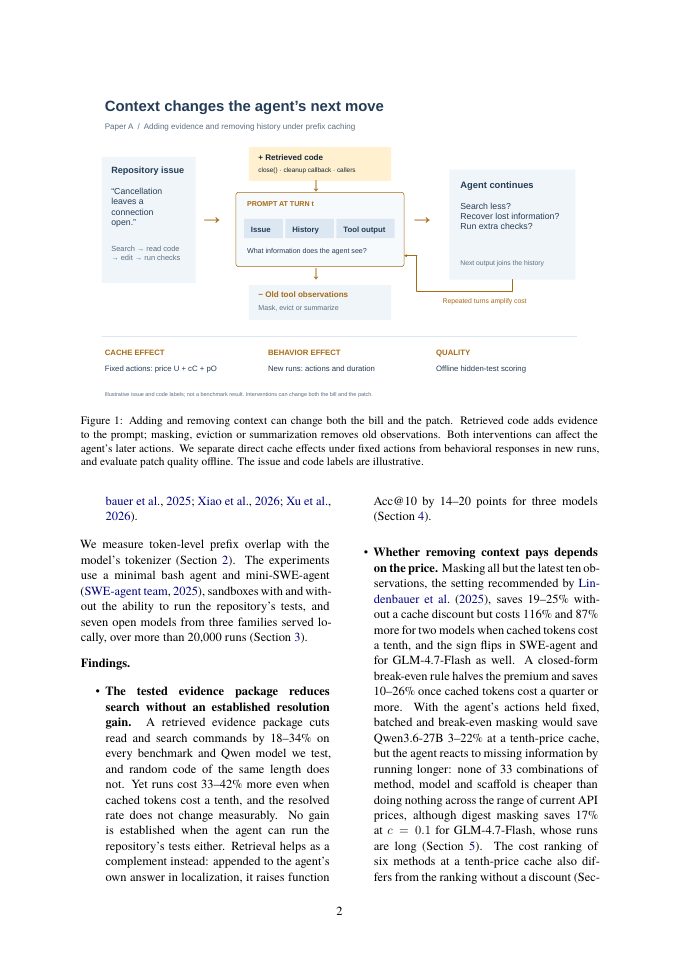 Context changes the agent's next move
Paper A / Adding evidence and removing history under prefix caching
Repository issue
"Cancellation
leaves a
connection
open."
Search → read code
→ edit → run checks
+ Retrieved code
close() · cleanup callback · callers
PROMPT AT TURN t
Issue History Tool output
What information does the agent see?
− Old tool observations
Mask, evict or summarize
Agent continues
Search less?
Recover lost information?
Run extra checks?
Next output joins the history
Repeated turns amplify cost
CACHE EFFECT
Fixed actions: price U + cC + pO
BEHAVIOR EFFECT
New runs: actions and duration
QUALITY
Offline hidden-test scoring
Illustrative issue and code labels; not a benchmark result. Interventions can change both the bill and the patch.
Figure 1: Adding and removing context can change both the bill and the patch. Retrieved code adds evidence
to the prompt; masking, eviction or summarization removes old observations. Both interventions can affect the
agent's later actions. We separate direct cache effects under fixed actions from behavioral responses in new runs,
and evaluate patch quality offline. The issue and code labels are illustrative.
bauer et al., 2025; Xiao et al., 2026; Xu et al.,
2026).
We measure token-level prefix overlap with the
model's tokenizer (Section 2). The experiments
use a minimal bash agent and mini-SWE-agent
(SWE-agent team, 2025), sandboxes with and with-
out the ability to run the repository's tests, and
seven open models from three families served lo-
cally, over more than 20,000 runs (Section 3).
Findings.
• The tested evidence package reduces
search without an established resolution
gain. A retrieved evidence package cuts
read and search commands by 18–34% on
every benchmark and Qwen model we test,
and random code of the same length does
not. Yet runs cost 33–42% more even when
cached tokens cost a tenth, and the resolved
rate does not change measurably. No gain
is established when the agent can run the
repository's tests either. Retrieval helps as a
complement instead: appended to the agent's
own answer in localization, it raises function
Acc@10 by 14–20 points for three models
(Section 4).
• Whether removing context pays depends
on the price. Masking all but the latest ten ob-
servations, the setting recommended by Lin-
denbauer et al. (2025), saves 19–25% with-
out a cache discount but costs 116% and 87%
more for two models when cached tokens cost
a tenth, and the sign flips in SWE-agent and
for GLM-4.7-Flash as well. A closed-form
break-even rule halves the premium and saves
10–26% once cached tokens cost a quarter or
more. With the agent's actions held fixed,
batched and break-even masking would save
Qwen3.6-27B 3–22% at a tenth-price cache,
but the agent reacts to missing information by
running longer: none of 33 combinations of
method, model and scaffold is cheaper than
doing nothing across the range of current API
prices, although digest masking saves 17%
at c = 0.1 for GLM-4.7-Flash, whose runs
are long (Section 5). The cost ranking of
six methods at a tenth-price cache also dif-
fers from the ranking without a discount (Sec-
2